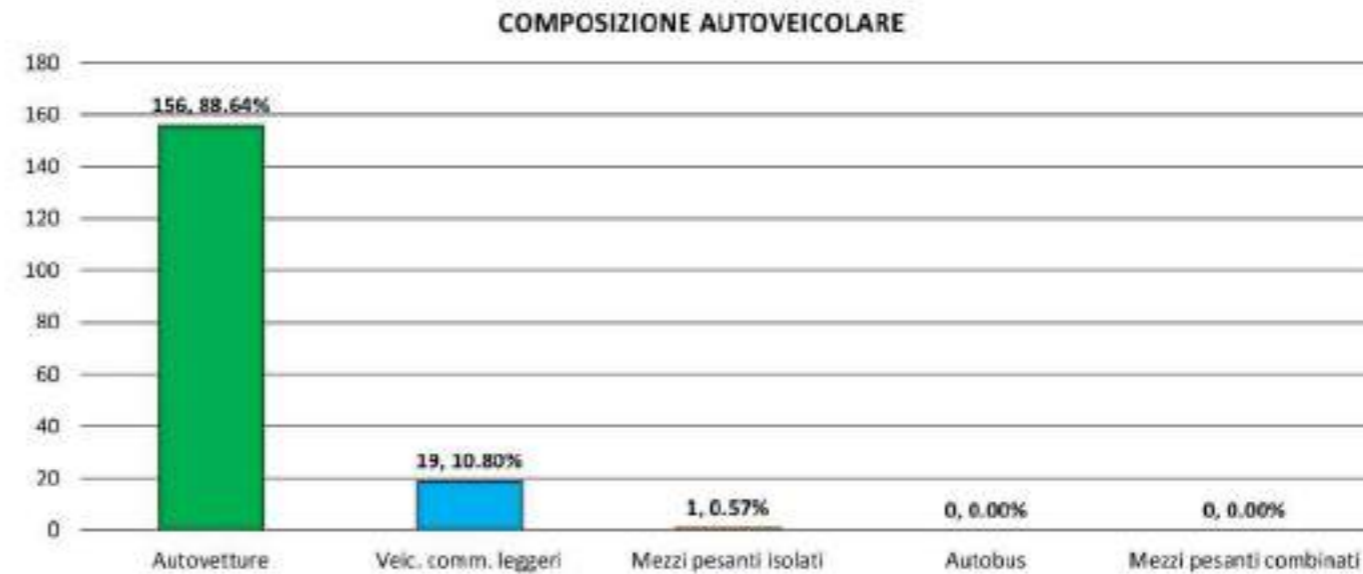 COMPOSIZIONE AUTOVEICOLARE
180
160
140
120
100
80
60
40
20
0
156, 88.64%
19, 10.80%
1, 0.57%
0, 0.00%
0, 0.00%
Autovetture
Veic. comm. leggeri
Mezzi pesanti isolati
Autobus
Mezzi pesanti combinati